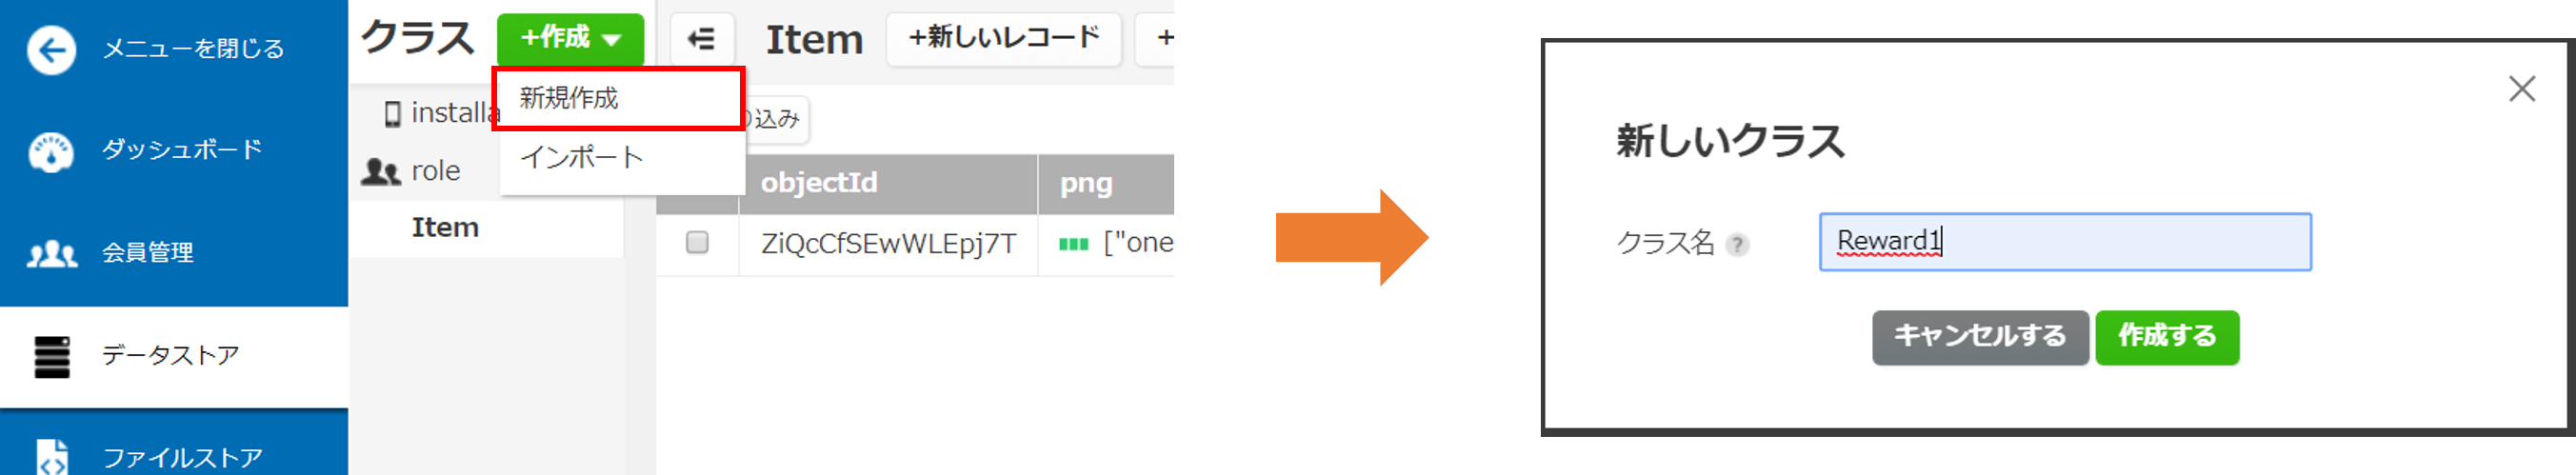 メニューを閉じる
ダッシュボード
会員管理
データストア
ファイルストア
クラス
+作成
新規作成
インポート
installa
role
Item
Item
+新しいレコード
+
込み
objectId
png
ZiQcCfSEwWLEpj7T
["one
新しいクラス
クラス名 ?
Reward1
キャンセルする
作成する